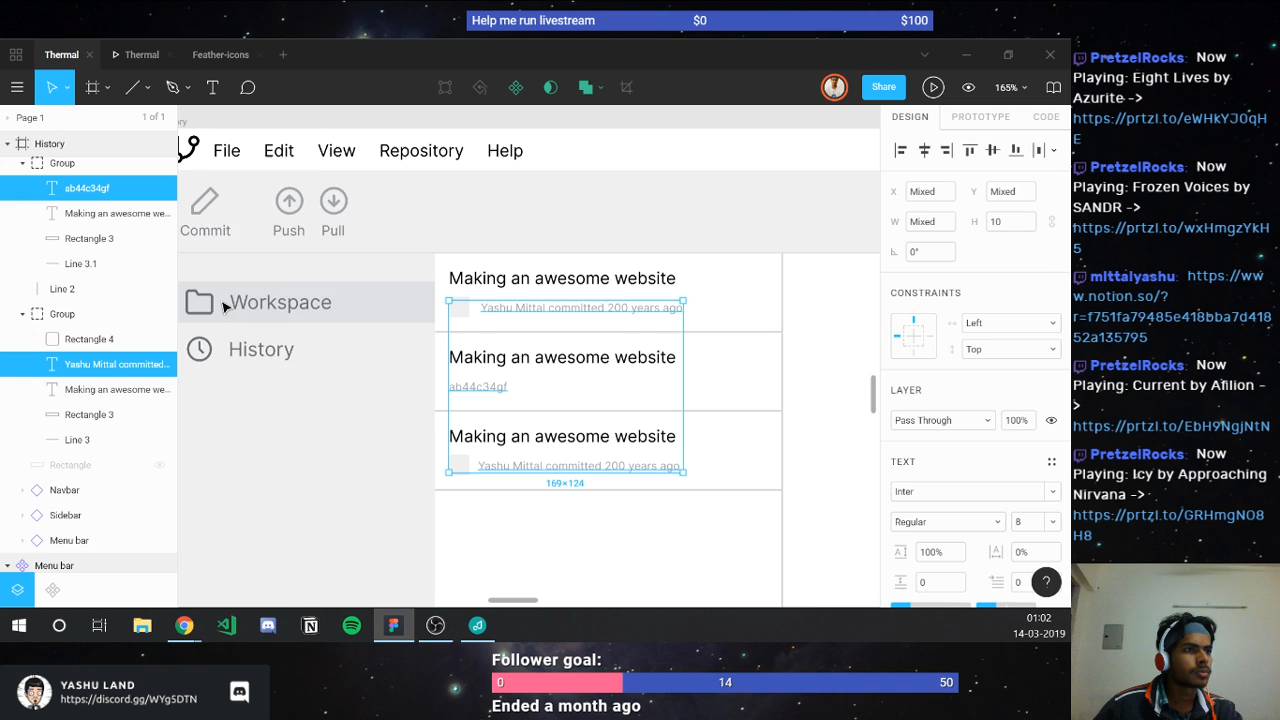 Help me run livestream $0 $100
Thermal Thermal Feather-icons
Share 165%
Page 1 1 of 1
History
Group
ab44c34gf
Making an awesome we...
Rectangle 3
Line 3.1
Line 2
Group
Rectangle 4
Yashu Mittal committed...
Making an awesome we...
Rectangle 3
Line 3
Rectangle
Navbar
Sidebar
Menu bar
Menu bar
File Edit View Repository Help
Commit Push Pull
Workspace
History
Making an awesome website
Yashu Mittal committed 200 years ago
Making an awesome website
ab44c34gf
Making an awesome website
Yashu Mittal committed 200 years ago
169×124
DESIGN PROTOTYPE CODE
X Mixed Y Mixed
W Mixed H 10
0°
CONSTRAINTS
Left
Top
LAYER
Pass Through 100%
TEXT
Inter
Regular 8
100% 0%
0 0
?
01:02
14-03-2019
PretzelRocks: Now
Playing: Eight Lives by
Azurite ->
https://prtzl.to/eWHkYJ0qH
E
PretzelRocks: Now
Playing: Frozen Voices by
SANDR ->
https://prtzl.to/wxHmgzYkH
5
mittalyashu: https://ww
w.notion.so/?
r=f751fa79485e418bba7d418
52a135795
PretzelRocks: Now
Playing: Current by Afilion -
>
https://prtzl.to/EbH9NgjNtN
PretzelRocks: Now
Playing: Icy by Approaching
Nirvana ->
https://prtzl.to/GRHmgNO8
H8
YASHU LAND
https://discord.gg/WYg5DTN
Follower goal:
0 14 50
Ended a month ago